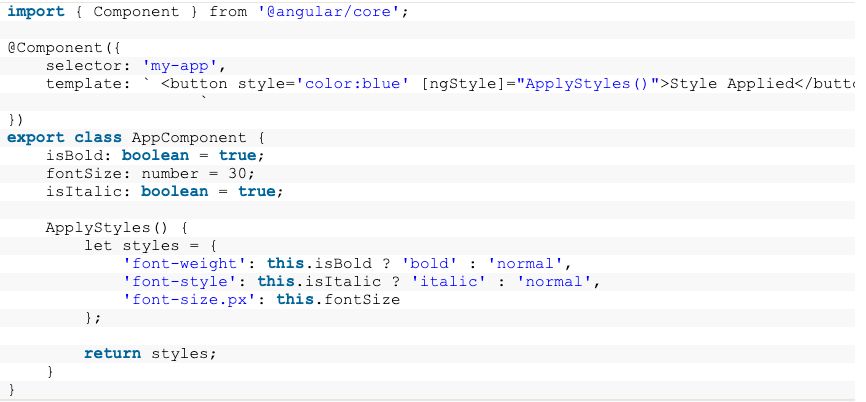 import { Component } from '@angular/core';
@Component({
    selector: 'my-app',
    template: ` <button style='color:blue' [ngStyle]="ApplyStyles()">Style Applied</butto
                    `
})
export class AppComponent {
    isBold: boolean = true;
    fontSize: number = 30;
    isItalic: boolean = true;
    ApplyStyles() {
        let styles = {
            'font-weight': this.isBold ? 'bold' : 'normal',
            'font-style': this.isItalic ? 'italic' : 'normal',
            'font-size.px': this.fontSize
        };
        return styles;
    }
}